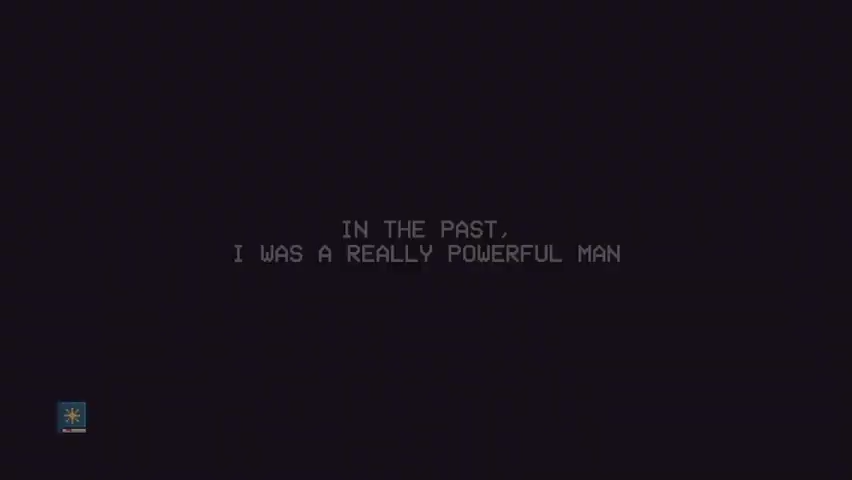 IN THE PAST,
I WAS A REALLY POWERFUL MAN